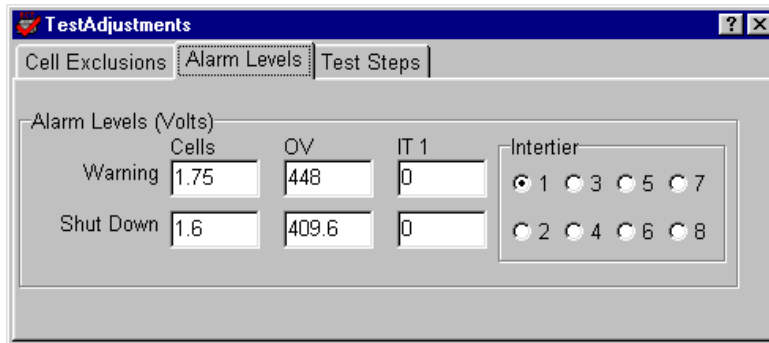 TestAdjustments ? X
Cell Exclusions Alarm Levels Test Steps
Alarm Levels (Volts)
Cells OV IT 1 Intertier
Warning 1.75 448 0 1 3 5 7
Shut Down 1.6 409.6 0 2 4 6 8